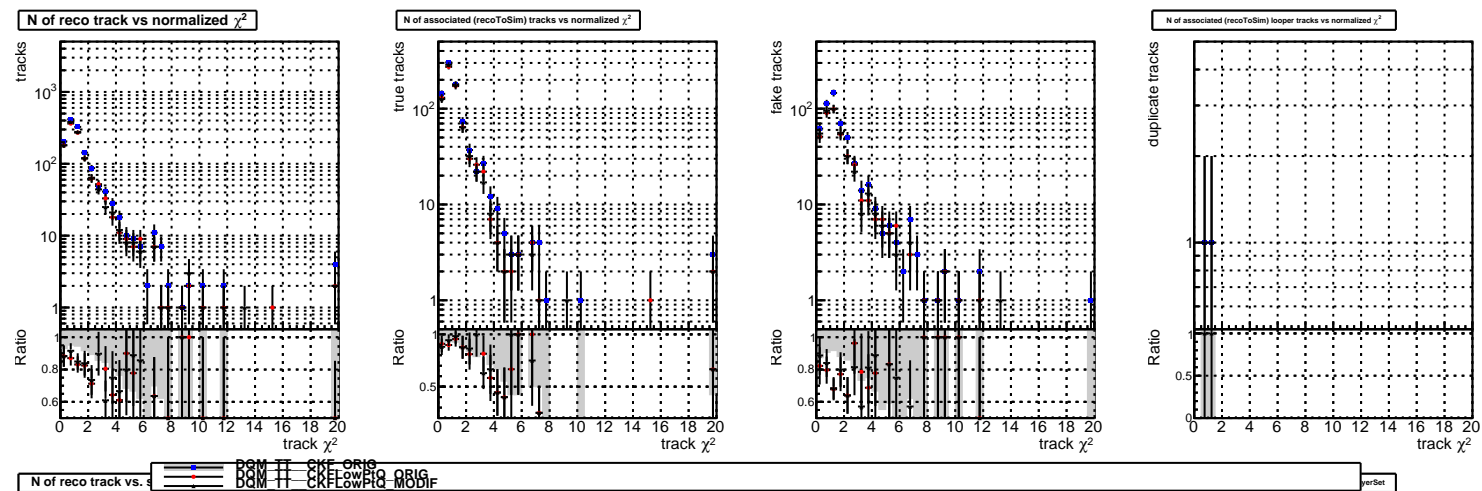 N of reco track vs normalized χ²
N of associated (recoToSim) tracks vs normalized χ²
N of associated (recoToSim) looper tracks vs normalized χ²
tracks
10³
10²
10
1
Ratio
1
0.8
0.6
0 2 4 6 8 10 12 14 16 18 20
track χ²
true tracks
10²
10
1
Ratio
1
0.5
0 2 4 6 8 10 12 14 16 18 20
track χ²
fake tracks
10²
10
1
Ratio
1
0.8
0.6
0 2 4 6 8 10 12 14 16 18 20
track χ²
duplicate tracks
1
Ratio
1
0.5
0
0 2 4 6 8 10 12 14 16 18 20
track χ²
N of reco track vs. s
DQM_TT__CKF_ORIG
DQM_TT__CKFLowPtQ_ORIG
DQM_TT__CKFLowPtQ_MODIF
yerSet